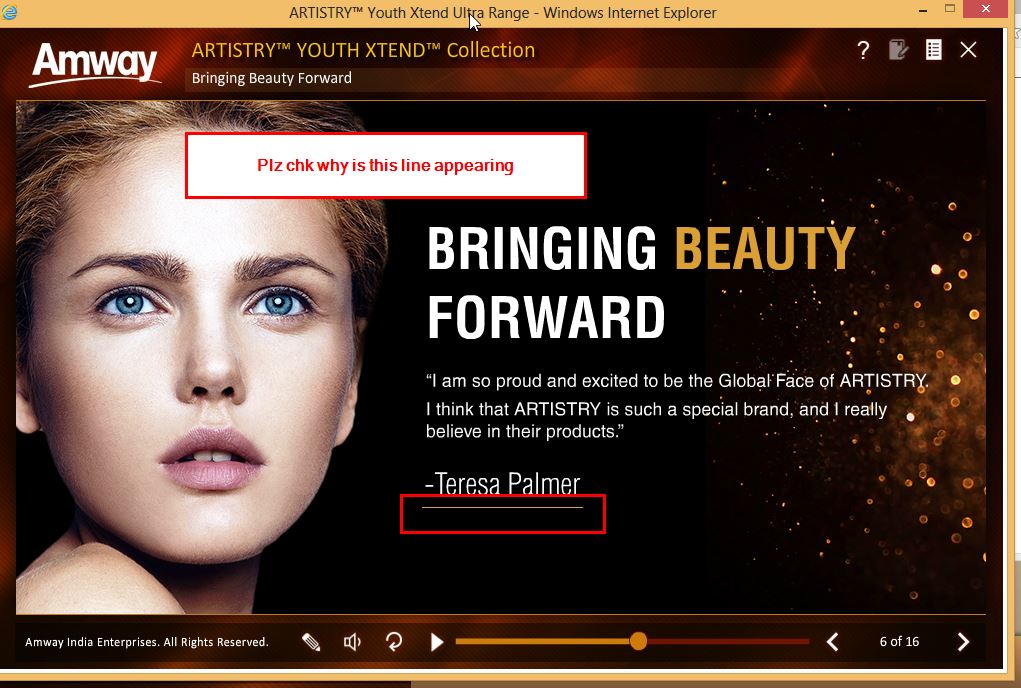 ARTISTRY™ Youth Xtend Ultra Range - Windows Internet Explorer
Amway
ARTISTRY™ YOUTH XTEND™ Collection
?
Bringing Beauty Forward
Plz chk why is this line appearing
BRINGING BEAUTY
FORWARD
“I am so proud and excited to be the Global Face of ARTISTRY.
I think that ARTISTRY is such a special brand, and I really
believe in their products.”
-Teresa Palmer
Amway India Enterprises. All Rights Reserved.
6 of 16